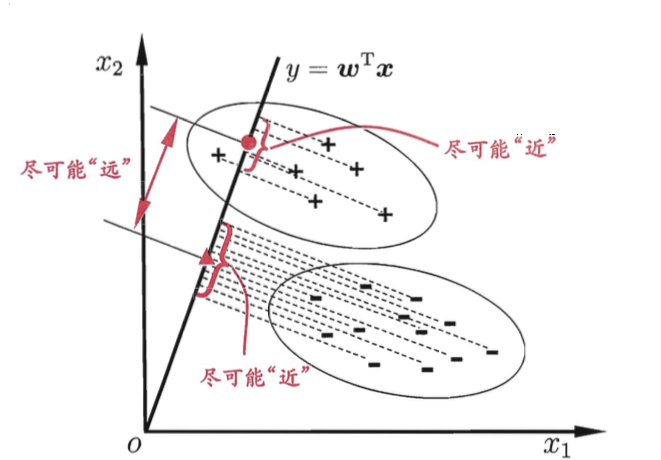 x₂
y = wᵀx
尽可能“近”
尽可能“远”
尽可能“近”
O
x₁